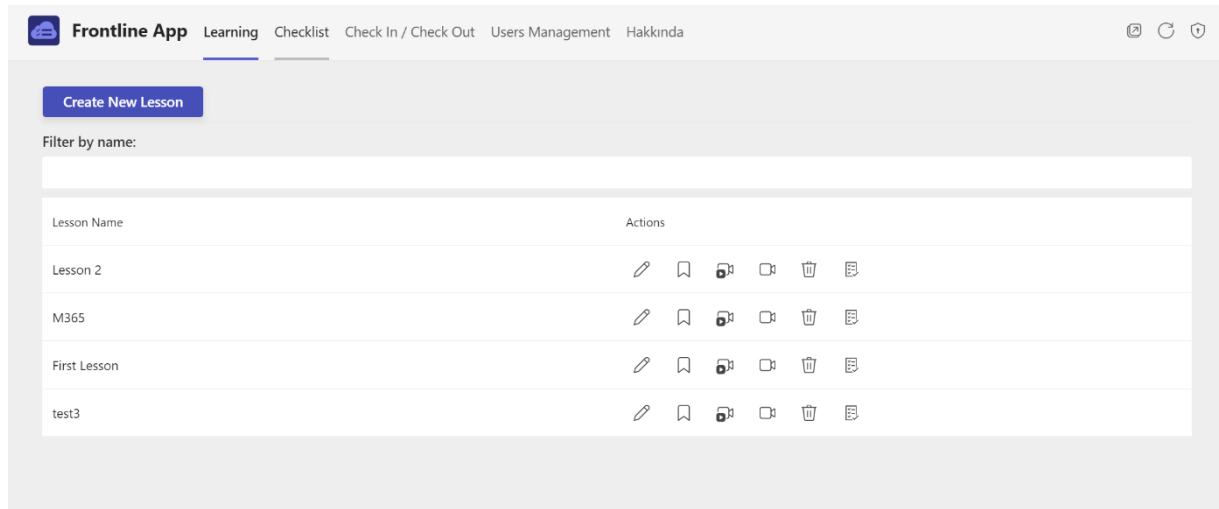 Frontline App Learning Checklist Check In / Check Out Users Management Hakkında
Create New Lesson
Filter by name:
Lesson Name Actions
Lesson 2
M365
First Lesson
test3